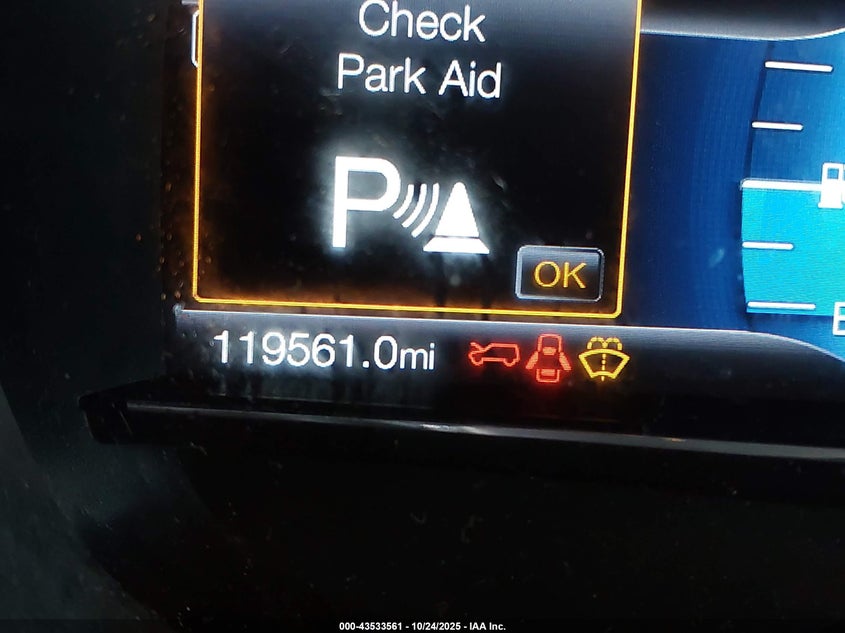 Check
Park Aid
P
OK
119561.0mi
E
000-43533561 - 10/24/2025 - IAA Inc.